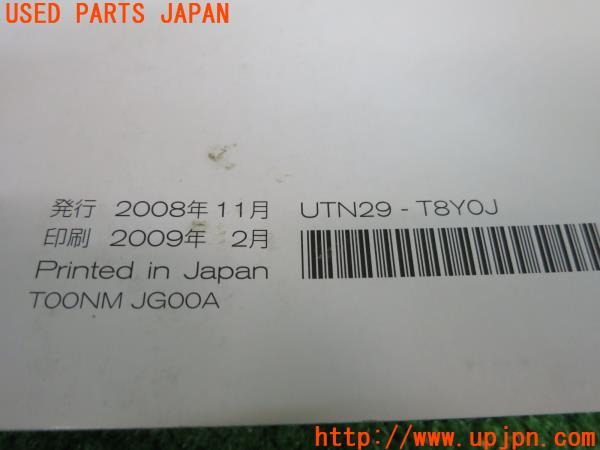 USED PARTS JAPAN
発行 2008年 11月 UTN29 - T8Y0J
印刷 2009年 2月
Printed in Japan
T00NM JG00A
http://www.upjpn.com/